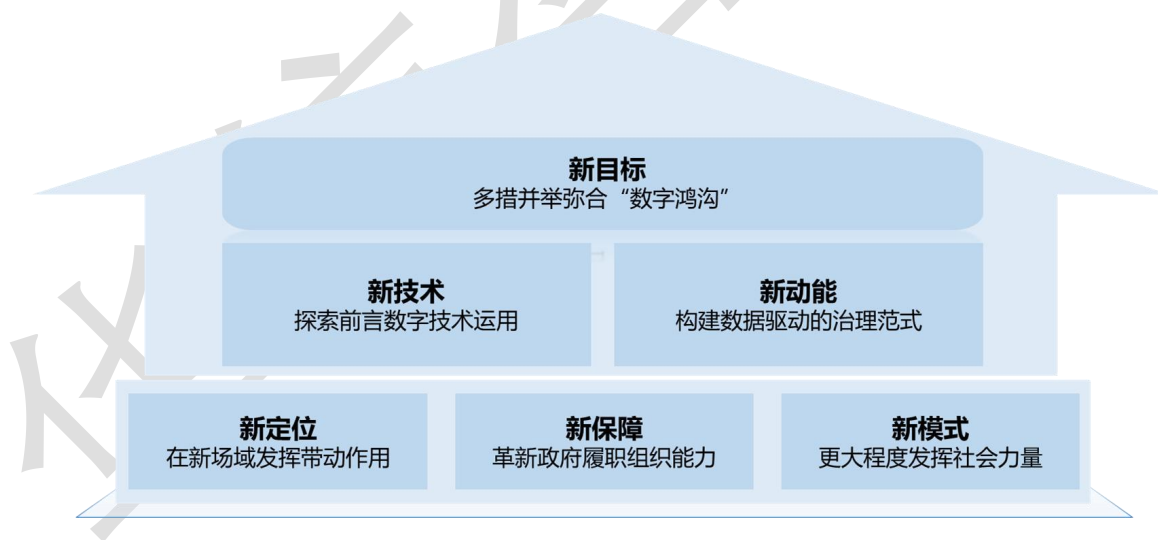 新目标
多措并举弥合“数字鸿沟”
新技术
探索前言数字技术运用
新动能
构建数据驱动的治理范式
新定位
在新场域发挥带动作用
新保障
革新政府履职组织能力
新模式
更大程度发挥社会力量